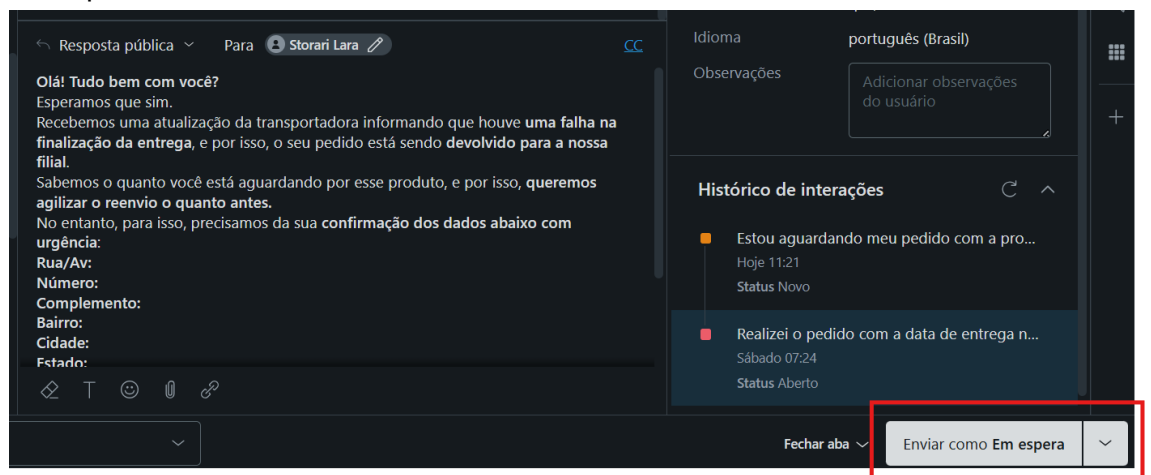 Resposta pública
Para
Storari Lara
CC
Olá! Tudo bem com você?
Esperamos que sim.
Recebemos uma atualização da transportadora informando que houve uma falha na
finalização da entrega, e por isso, o seu pedido está sendo devolvido para a nossa
filial.
Sabemos o quanto você está aguardando por esse produto, e por isso, queremos
agilizar o reenvio o quanto antes.
No entanto, para isso, precisamos da sua confirmação dos dados abaixo com
urgência:
Rua/Av:
Número:
Complemento:
Bairro:
Cidade:
Estado:
Idioma
português (Brasil)
Observações
Adicionar observações
do usuário
Histórico de interações
Estou aguardando meu pedido com a pro...
Hoje 11:21
Status Novo
Realizei o pedido com a data de entrega n...
Sábado 07:24
Status Aberto
Fechar aba
Enviar como Em espera